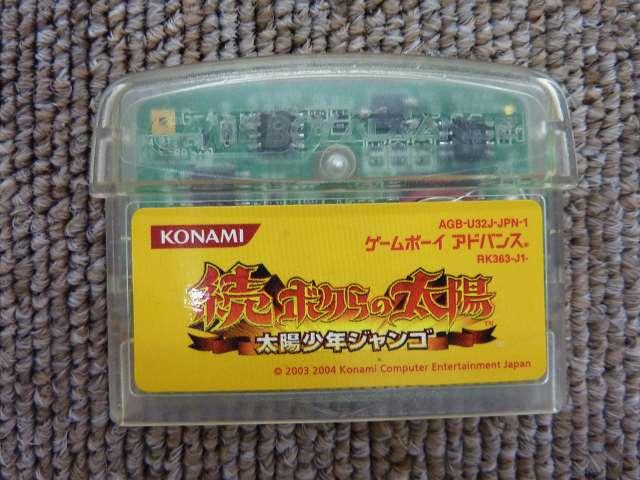 KONAMI
AGB-U32J-JPN-1
ゲームボーイ アドバンス®
RK363-J1-
続 ボクらの太陽™
太陽少年ジャンゴ
© 2003 2004 Konami Computer Entertainment Japan